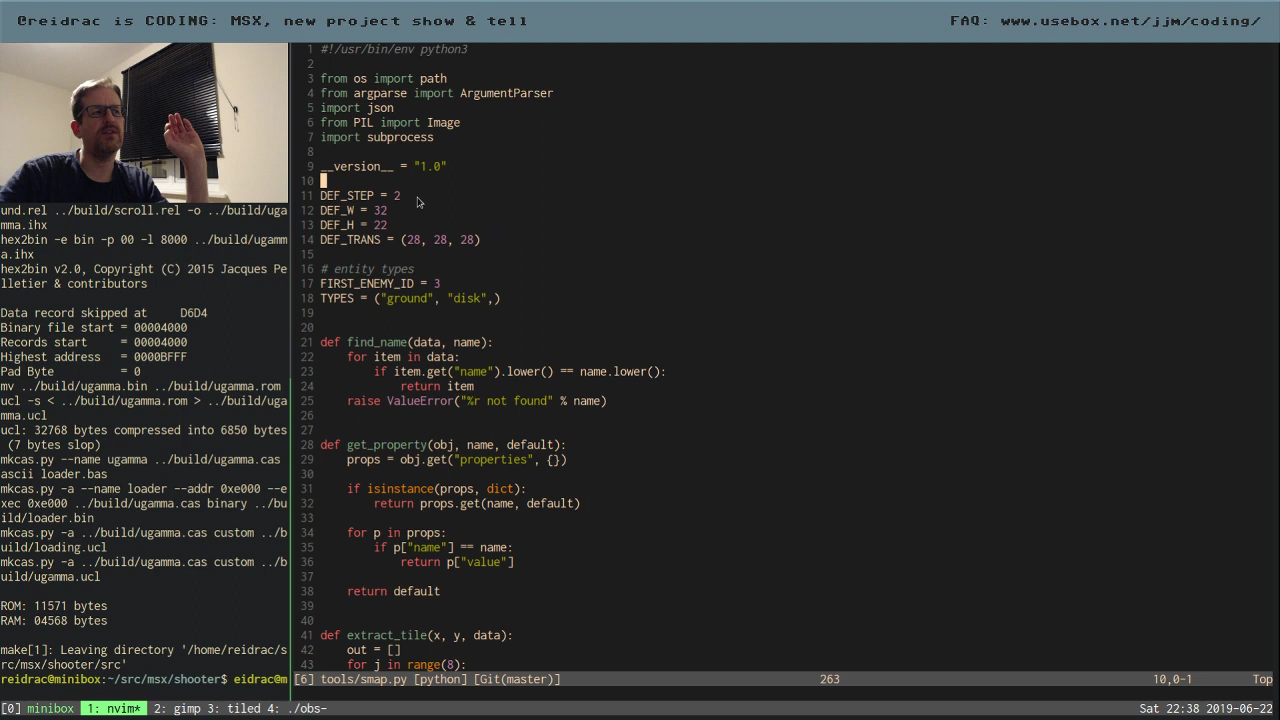 @reidrac is CODING: MSX, new project show & tell
FAQ: www.usebox.net/jjm/coding/
und.rel ../build/scroll.rel -o ../build/uga
mma.ihx
hex2bin -e bin -p 00 -l 8000 ../build/ugamm
a.ihx
hex2bin v2.0, Copyright (C) 2015 Jacques Pe
lletier & contributors
Data record skipped at     D6D4
Binary file start = 00004000
Records start     = 00004000
Highest address   = 0000BFFF
Pad Byte          = 0
mv ../build/ugamma.bin ../build/ugamma.rom
ucl -s < ../build/ugamma.rom > ../build/uga
mma.ucl
ucl: 32768 bytes compressed into 6850 bytes
 (7 bytes slop)
mkcas.py --name ugamma ../build/ugamma.cas
ascii loader.bas
mkcas.py -a --name loader --addr 0xe000 --e
xec 0xe000 ../build/ugamma.cas binary ../bu
ild/loader.bin
mkcas.py -a ../build/ugamma.cas custom ../b
uild/loading.ucl
mkcas.py -a ../build/ugamma.cas custom ../b
uild/ugamma.ucl
ROM: 11571 bytes
RAM: 04568 bytes
make[1]: Leaving directory '/home/reidrac/s
rc/msx/shooter/src'
reidrac@minibox:~/src/msx/shooter$ eidrac@m
1 #!/usr/bin/env python3
2
3 from os import path
4 from argparse import ArgumentParser
5 import json
6 from PIL import Image
7 import subprocess
8
9 __version__ = "1.0"
10
11 DEF_STEP = 2
12 DEF_W = 32
13 DEF_H = 22
14 DEF_TRANS = (28, 28, 28)
15
16 # entity types
17 FIRST_ENEMY_ID = 3
18 TYPES = ("ground", "disk",)
19
20
21 def find_name(data, name):
22     for item in data:
23         if item.get("name").lower() == name.lower():
24             return item
25     raise ValueError("%r not found" % name)
26
27
28 def get_property(obj, name, default):
29     props = obj.get("properties", {})
30
31     if isinstance(props, dict):
32         return props.get(name, default)
33
34     for p in props:
35         if p["name"] == name:
36             return p["value"]
37
38     return default
39
40
41 def extract_tile(x, y, data):
42     out = []
43     for j in range(8):
[6] tools/smap.py [python] [Git(master)] 263 10,0-1 Top
[0] minibox 1: nvim* 2: gimp 3: tiled 4: ./obs- Sat 22:38 2019-06-22